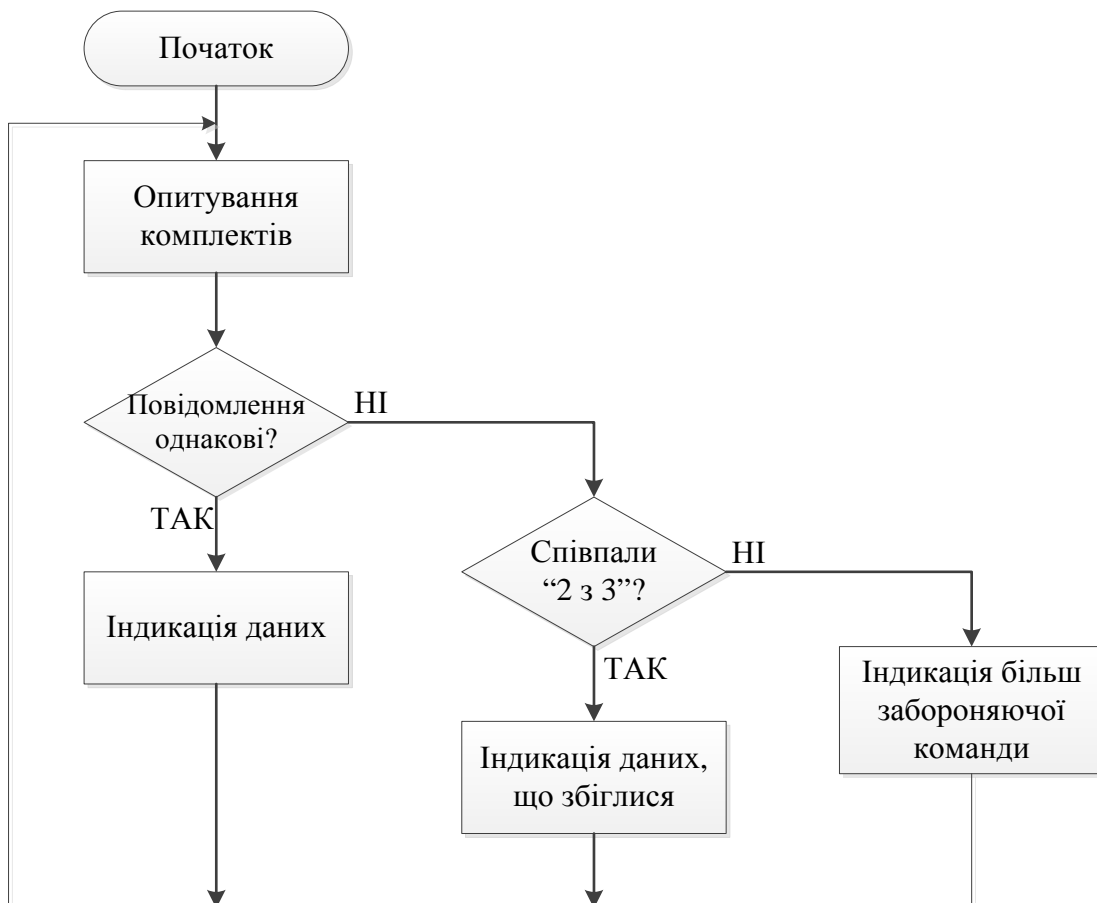 Початок
Опитування
комплектів
Повідомлення
однакові?
НІ
ТАК
Індикація даних
Співпали
“2 з 3”?
НІ
ТАК
Індикація даних,
що збіглися
Індикація більш
забороняючої
команди